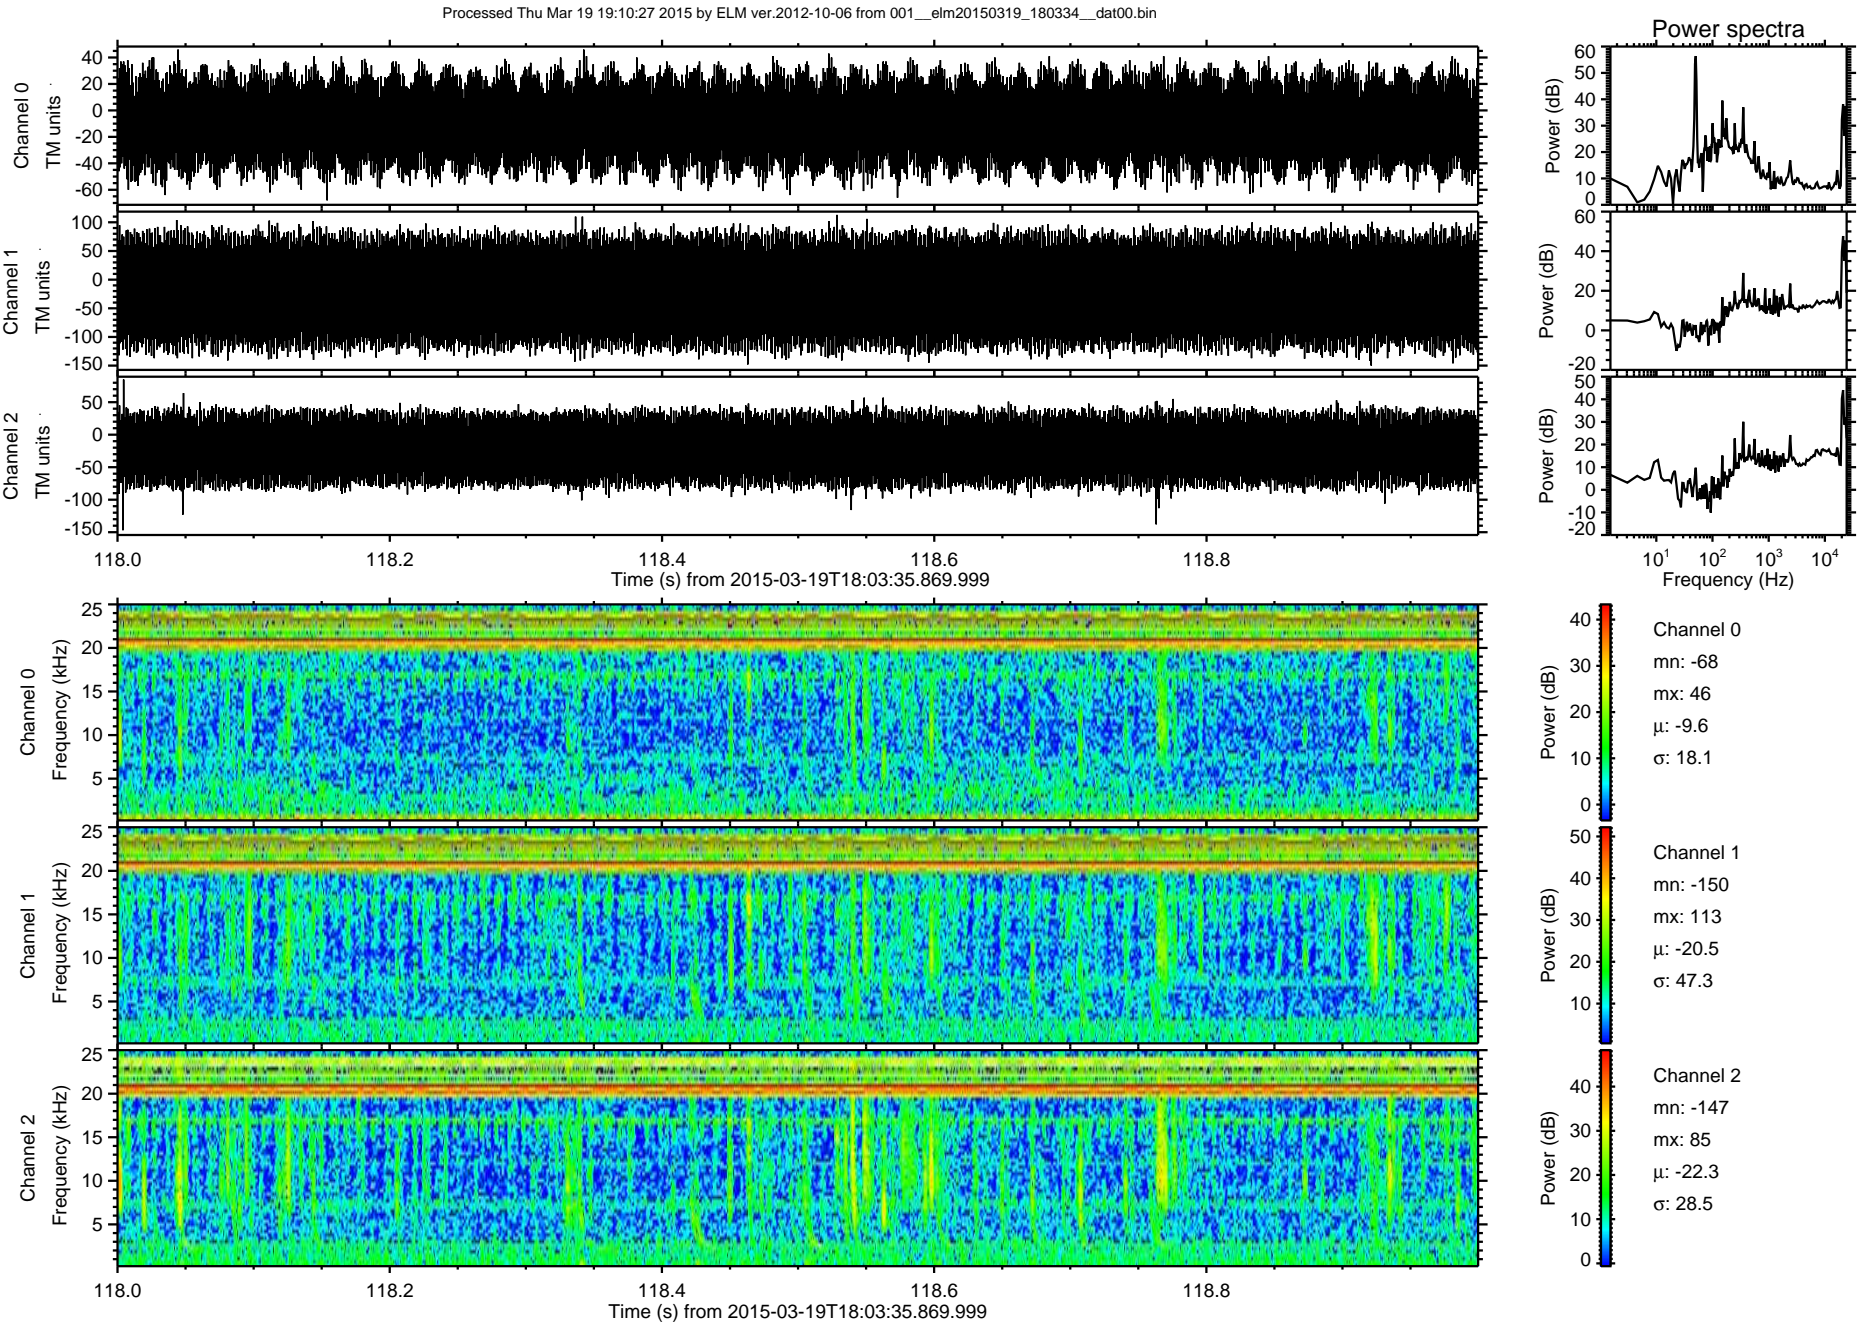 Processed Thu Mar 19 19:10:27 2015 by ELM ver.2012-10-06 from 001__elm20150319_180334__dat00.bin
Power spectra
Channel 0
TM units
40
20
0
-20
-40
-60
Power (dB)
60
50
40
30
20
10
0
Channel 1
TM units
100
50
0
-50
-100
-150
Power (dB)
60
40
20
0
-20
Channel 2
TM units
50
0
-50
-100
-150
Power (dB)
50
40
30
20
10
0
-10
-20
118.0 118.2 118.4 118.6 118.8
Time (s) from 2015-03-19T18:03:35.869.999
10¹ 10² 10³ 10⁴
Frequency (Hz)
Channel 0
Frequency (kHz)
25
20
15
10
5
Power (dB)
40
30
20
10
0
Channel 0
mn: -68
mx: 46
μ: -9.6
σ: 18.1
Channel 1
Frequency (kHz)
25
20
15
10
5
Power (dB)
50
40
30
20
10
Channel 1
mn: -150
mx: 113
μ: -20.5
σ: 47.3
Channel 2
Frequency (kHz)
25
20
15
10
5
Power (dB)
40
30
20
10
0
Channel 2
mn: -147
mx: 85
μ: -22.3
σ: 28.5
118.0 118.2 118.4 118.6 118.8
Time (s) from 2015-03-19T18:03:35.869.999